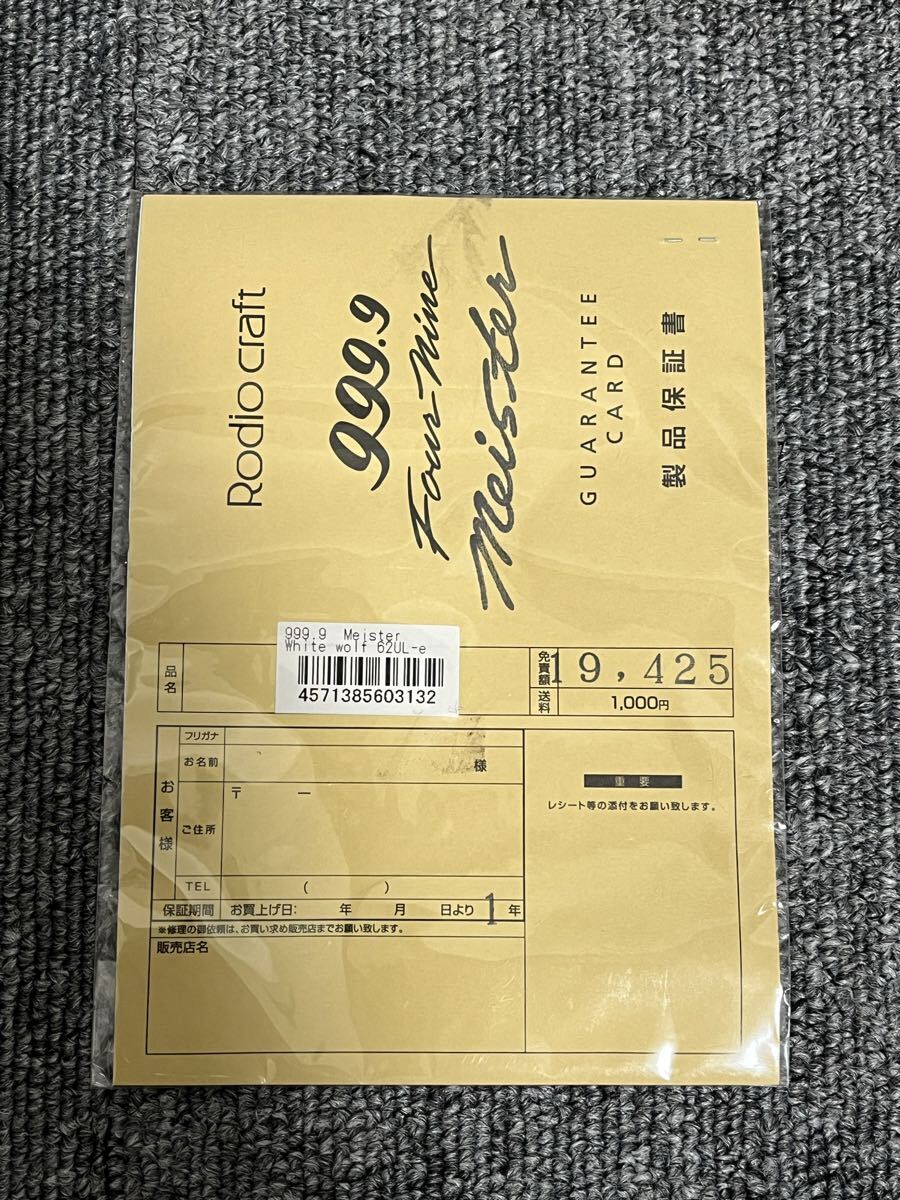 Rodio craft
999.9
Four-Nine
Meister
GUARANTEE
CARD
製品保証書
品名
999.9 Meister
White wolf 62UL-e
4571385603132
免責額
19,425
送料
1,000円
お客様
フリガナ
お名前
様
ご住所
〒 ー
TEL
( )
保証期間
お買上げ日: 年 月 日より1年
※修理の御依頼は、お買い求め販売店までお願い致します。
販売店名
重要
レシート等の添付をお願い致します。